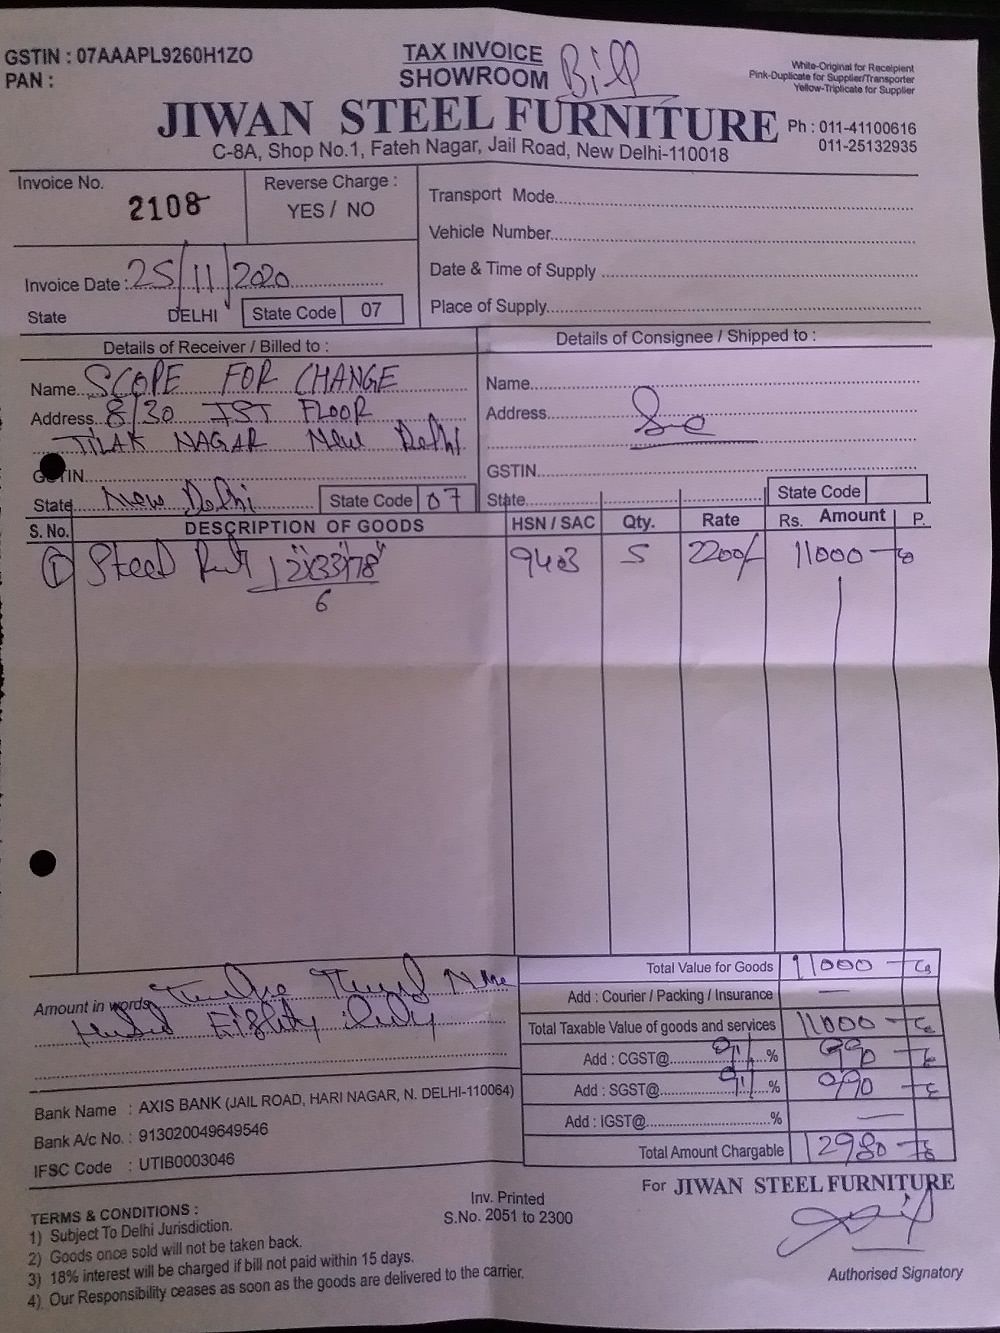 GSTIN : 07AAAPL9260H1ZO
PAN :
TAX INVOICE
SHOWROOM Bill
White-Original for Receipient
Pink-Duplicate for Supplier/Transporter
Yellow-Triplicate for Supplier
JIWAN STEEL FURNITURE
Ph : 011-41100616
011-25132935
C-8A, Shop No.1, Fateh Nagar, Jail Road, New Delhi-110018
Invoice No. 2108
Reverse Charge :
YES / NO
Invoice Date : 25/11/2020
State DELHI State Code 07
Transport Mode
Vehicle Number
Date & Time of Supply
Place of Supply
Details of Receiver / Billed to :
Name SCOPE FOR CHANGE
Address 8/30 IST FLOOR
TILAK NAGAR New Delhi
GSTIN
State New Delhi State Code 07
Details of Consignee / Shipped to :
Name
Address
GSTIN
State
State Code
S. No. DESCRIPTION OF GOODS HSN / SAC Qty. Rate Rs. Amount P.
① Steel 12"x33"x78" 9403 5 2200/- 11000
6
Total Value for Goods 11000
Add : Courier / Packing / Insurance —
Total Taxable Value of goods and services 11000
Add : CGST@ 9% % 990
Add : SGST@ 9% % 990
Add : IGST@ % —
Total Amount Chargable 12980
Amount in words Twelve Thousand Nine
Hundred Eighty Only
Bank Name : AXIS BANK (JAIL ROAD, HARI NAGAR, N. DELHI-110064)
Bank A/c No. : 913020049649546
IFSC Code : UTIB0003046
For JIWAN STEEL FURNITURE
Authorised Signatory
Inv. Printed
S.No. 2051 to 2300
TERMS & CONDITIONS :
1) Subject To Delhi Jurisdiction.
2) Goods once sold will not be taken back.
3) 18% interest will be charged if bill not paid within 15 days.
4) Our Responsibility ceases as soon as the goods are delivered to the carrier.